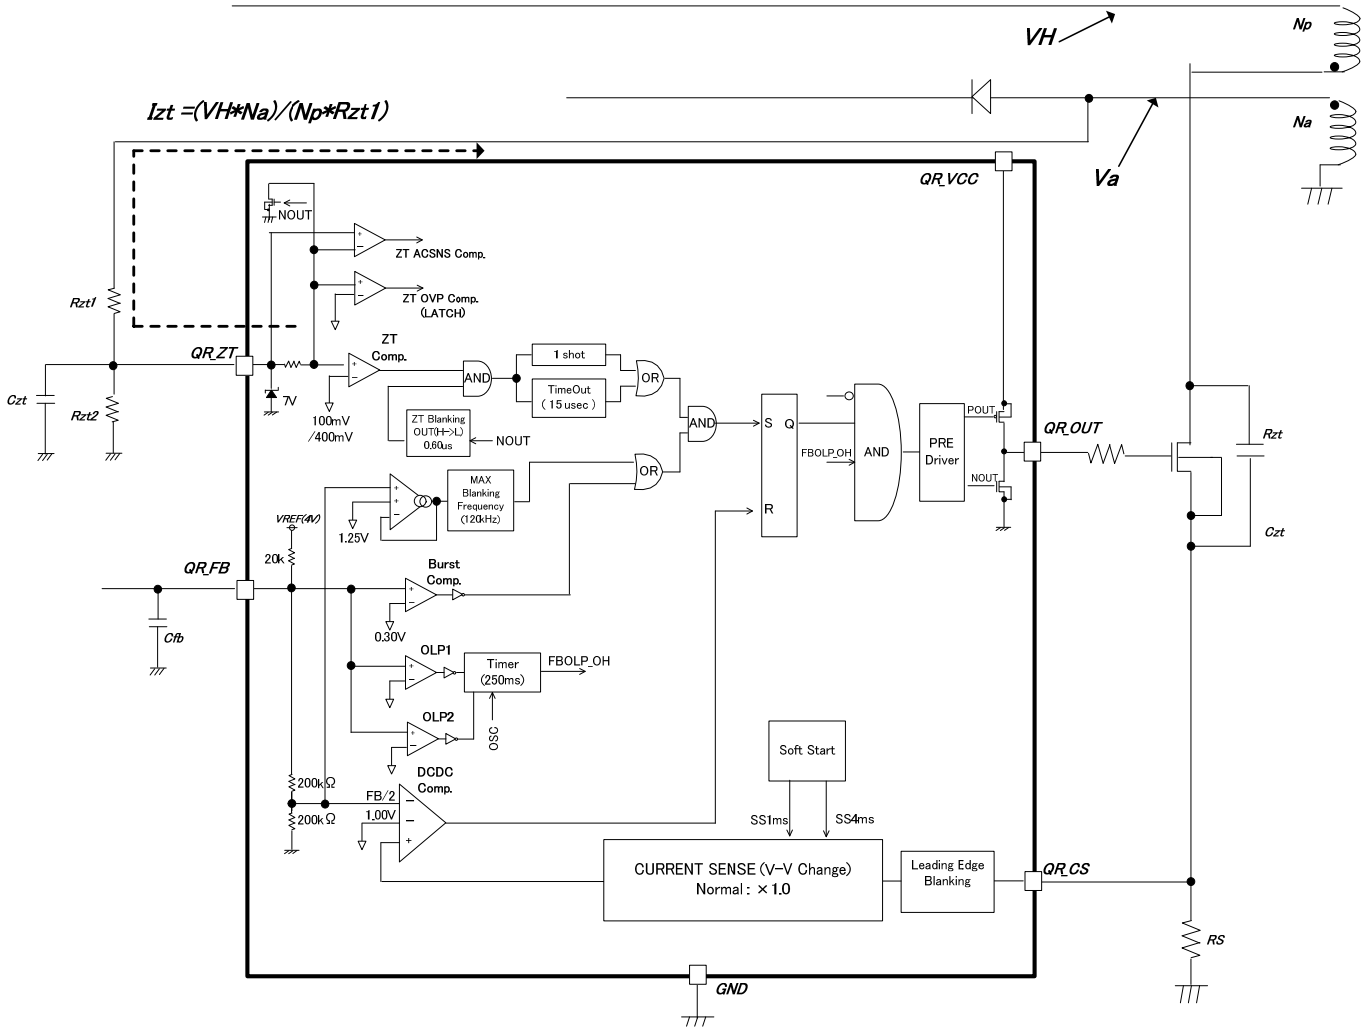 Np
VH
Izt =(VH*Na)/(Np*Rzt1)
Na
Va
QR_VCC
NOUT
+
−
ZT ACSNS Comp.
+
−
ZT OVP Comp.
(LATCH)
Rzt1
QR_ZT
ZT
Comp.
+
−
1 shot
AND
OR
TimeOut
( 15 usec )
7V
Czt
Rzt2
100mV
/400mV
ZT Blanking
OUT(H->L)
0.60us
NOUT
AND
S
Q
POUT
PRE
Driver
QR_OUT
Rzt
FBOLP_OH
AND
OR
+
+
−
MAX
Blanking
Frequency
(120kHz)
NOUT
R
1.25V
VREF(4V)
Czt
20k
QR_FB
Burst
Comp.
+
−
0.30V
Cfb
OLP1
+
−
Timer
(250ms)
FBOLP_OH
OLP2
+
−
OSC
Soft Start
DCDC
Comp.
200kΩ
FB/2
−
1.00V
−
200kΩ
+
SS1ms
SS4ms
CURRENT SENSE (V-V Change)
Normal : ×1.0
Leading Edge
Blanking
QR_CS
RS
GND